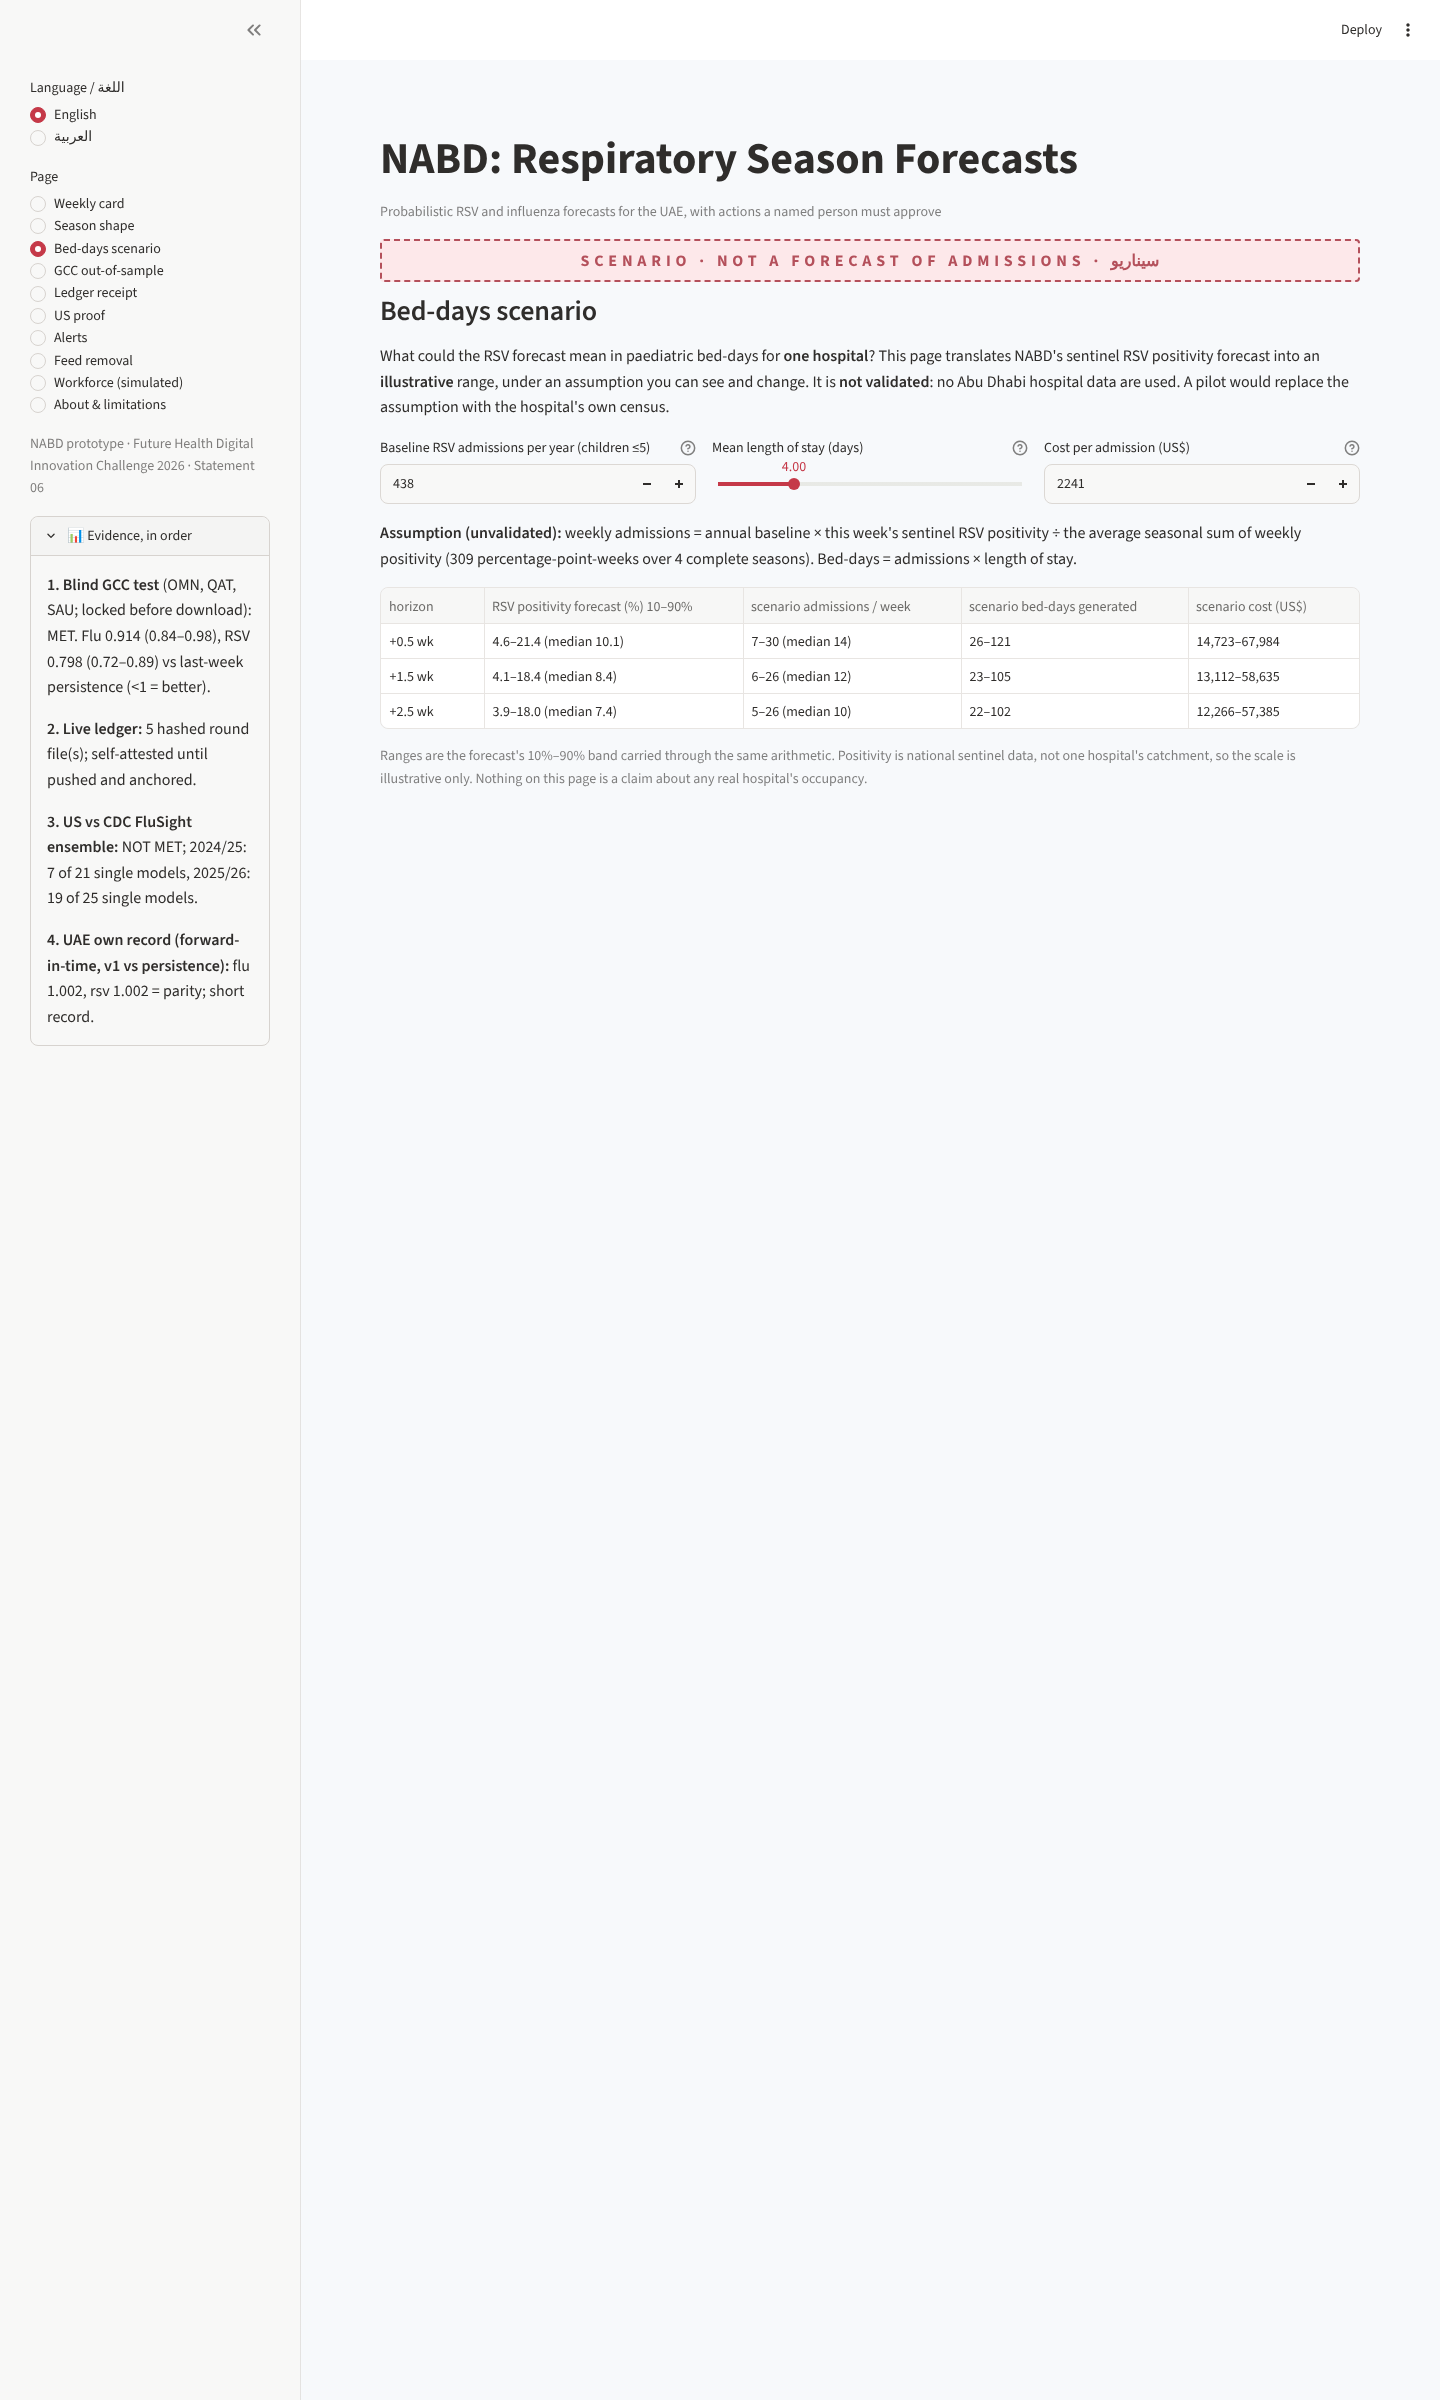 Language / اللغة
English
العربية
Page
Weekly card
Season shape
Bed-days scenario
GCC out-of-sample
Ledger receipt
US proof
Alerts
Feed removal
Workforce (simulated)
About & limitations
NABD prototype · Future Health Digital
Innovation Challenge 2026 · Statement
06
📊 Evidence, in order
1. Blind GCC test (OMN, QAT,
SAU; locked before download):
MET. Flu 0.914 (0.84–0.98), RSV
0.798 (0.72–0.89) vs last-week
persistence (<1 = better).
2. Live ledger: 5 hashed round
file(s); self-attested until
pushed and anchored.
3. US vs CDC FluSight
ensemble: NOT MET; 2024/25:
7 of 21 single models, 2025/26:
19 of 25 single models.
4. UAE own record (forward-
in-time, v1 vs persistence): flu
1.002, rsv 1.002 = parity; short
record.
Deploy
NABD: Respiratory Season Forecasts
Probabilistic RSV and influenza forecasts for the UAE, with actions a named person must approve
SCENARIO · NOT A FORECAST OF ADMISSIONS · سيناريو
Bed-days scenario
What could the RSV forecast mean in paediatric bed-days for one hospital? This page translates NABD's sentinel RSV positivity forecast into an
illustrative range, under an assumption you can see and change. It is not validated: no Abu Dhabi hospital data are used. A pilot would replace the
assumption with the hospital's own census.
Baseline RSV admissions per year (children ≤5)
438
Mean length of stay (days)
4.00
Cost per admission (US$)
2241
Assumption (unvalidated): weekly admissions = annual baseline × this week's sentinel RSV positivity ÷ the average seasonal sum of weekly
positivity (309 percentage-point-weeks over 4 complete seasons). Bed-days = admissions × length of stay.
horizon RSV positivity forecast (%) 10–90% scenario admissions / week scenario bed-days generated scenario cost (US$)
+0.5 wk 4.6–21.4 (median 10.1) 7–30 (median 14) 26–121 14,723–67,984
+1.5 wk 4.1–18.4 (median 8.4) 6–26 (median 12) 23–105 13,112–58,635
+2.5 wk 3.9–18.0 (median 7.4) 5–26 (median 10) 22–102 12,266–57,385
Ranges are the forecast's 10%–90% band carried through the same arithmetic. Positivity is national sentinel data, not one hospital's catchment, so the scale is
illustrative only. Nothing on this page is a claim about any real hospital's occupancy.